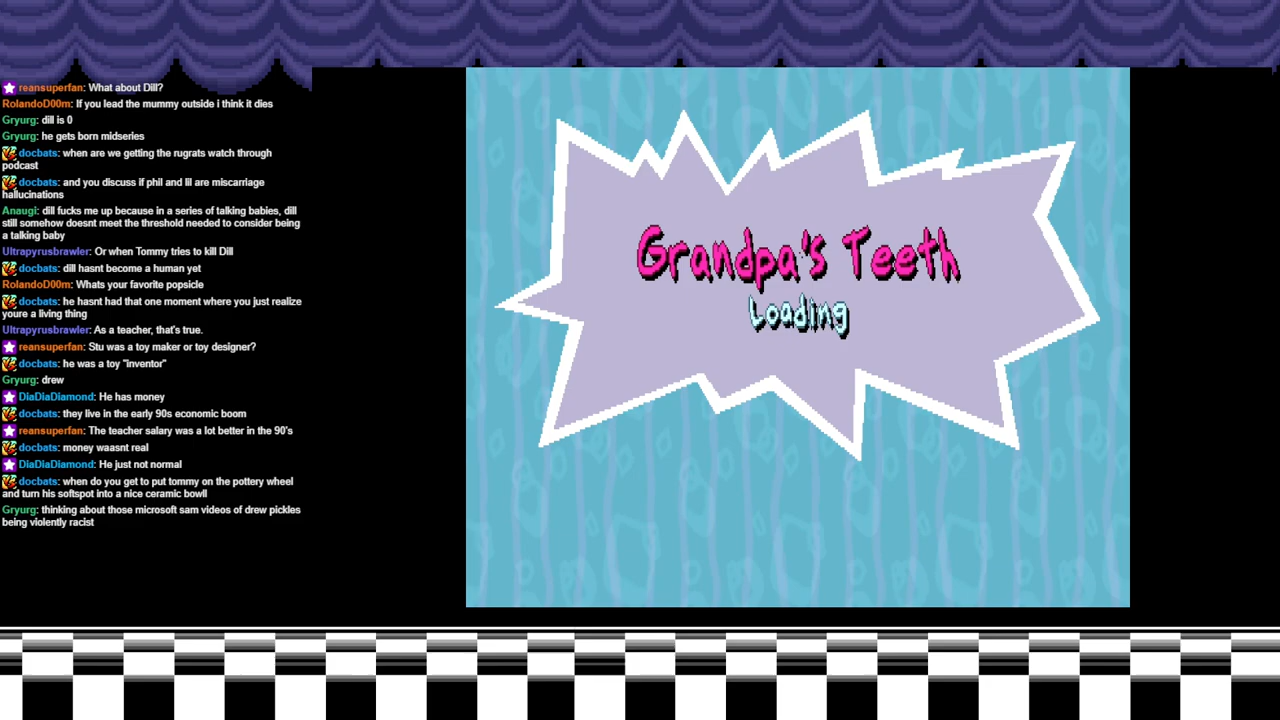 reansuperfan: What about Dill?
RolandoD00m: If you lead the mummy outside i think it dies
Gryurg: dill is 0
Gryurg: he gets born midseries
docbats: when are we getting the rugrats watch through
podcast
docbats: and you discuss if phil and lil are miscarriage
hallucinations
Anaugi: dill fucks me up because in a series of talking babies, dill
still somehow doesnt meet the threshold needed to consider being
a talking baby
Ultrapyrusbrawler: Or when Tommy tries to kill Dill
docbats: dill hasnt become a human yet
RolandoD00m: Whats your favorite popsicle
docbats: he hasnt had that one moment where you just realize
youre a living thing
Ultrapyrusbrawler: As a teacher, that's true.
reansuperfan: Stu was a toy maker or toy designer?
docbats: he was a toy "inventor"
Gryurg: drew
DiaDiaDiamond: He has money
docbats: they live in the early 90s economic boom
reansuperfan: The teacher salary was a lot better in the 90's
docbats: money waasnt real
DiaDiaDiamond: He just not normal
docbats: when do you get to put tommy on the pottery wheel
and turn his softspot into a nice ceramic bowll
Gryurg: thinking about those microsoft sam videos of drew pickles
being violently racist
Grandpa's Teeth
Loading